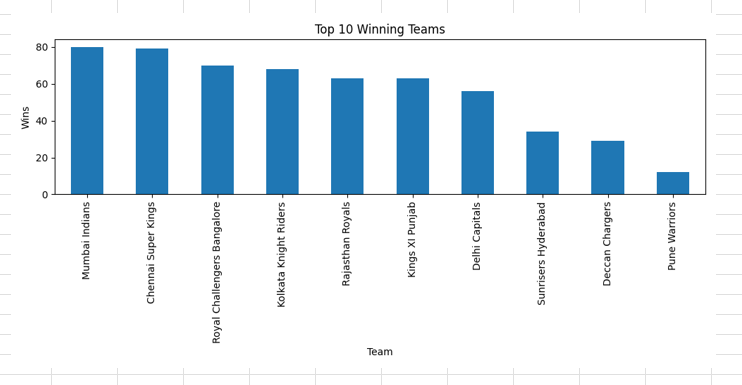 Top 10 Winning Teams
80
60
40
20
0
Wins
Mumbai Indians
Chennai Super Kings
Royal Challengers Bangalore
Kolkata Knight Riders
Rajasthan Royals
Kings XI Punjab
Delhi Capitals
Sunrisers Hyderabad
Deccan Chargers
Pune Warriors
Team